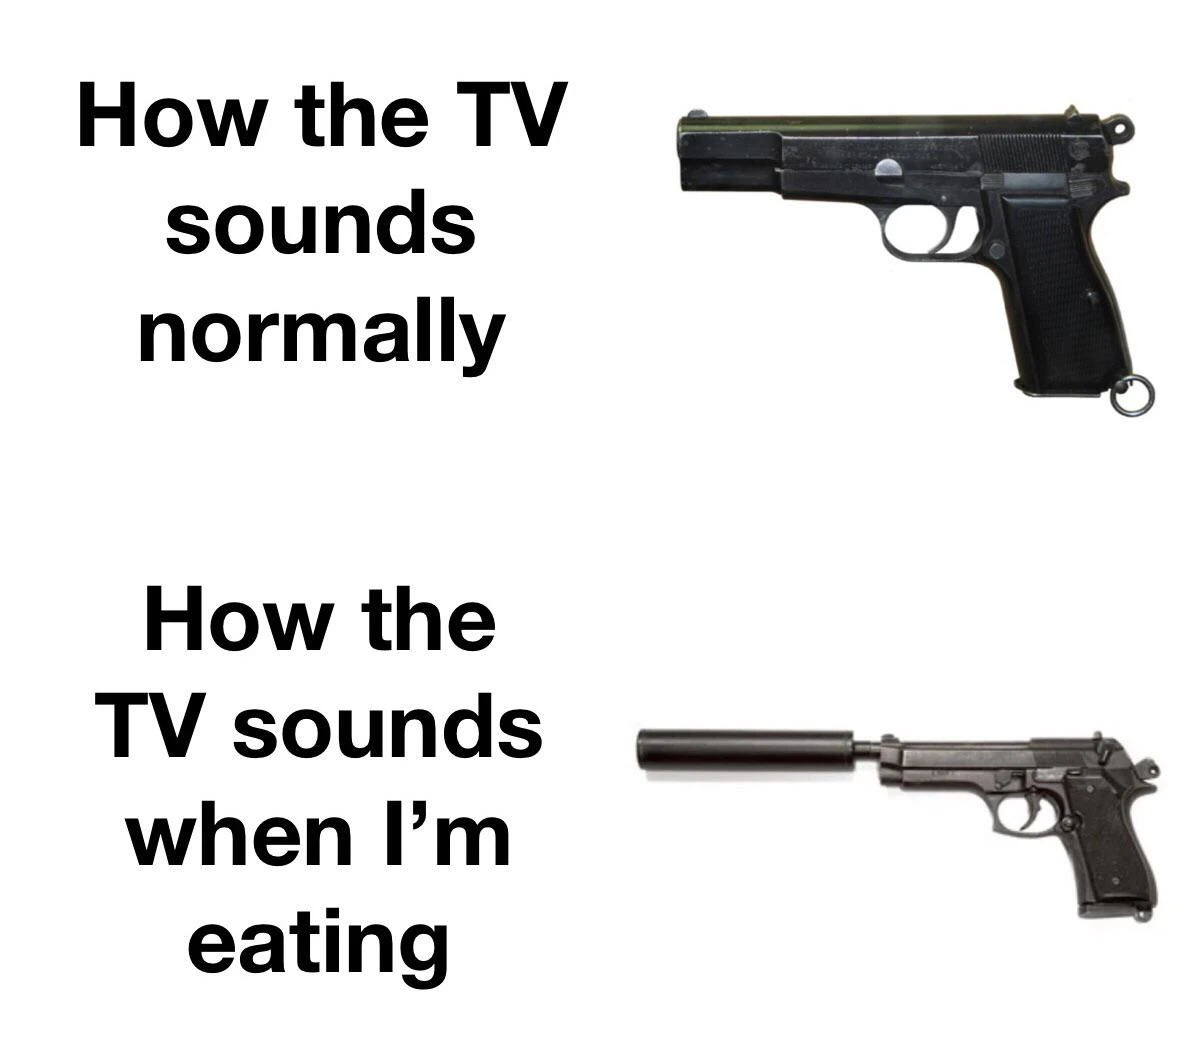 How the TV
sounds
normally
How the
TV sounds
when I’m
eating